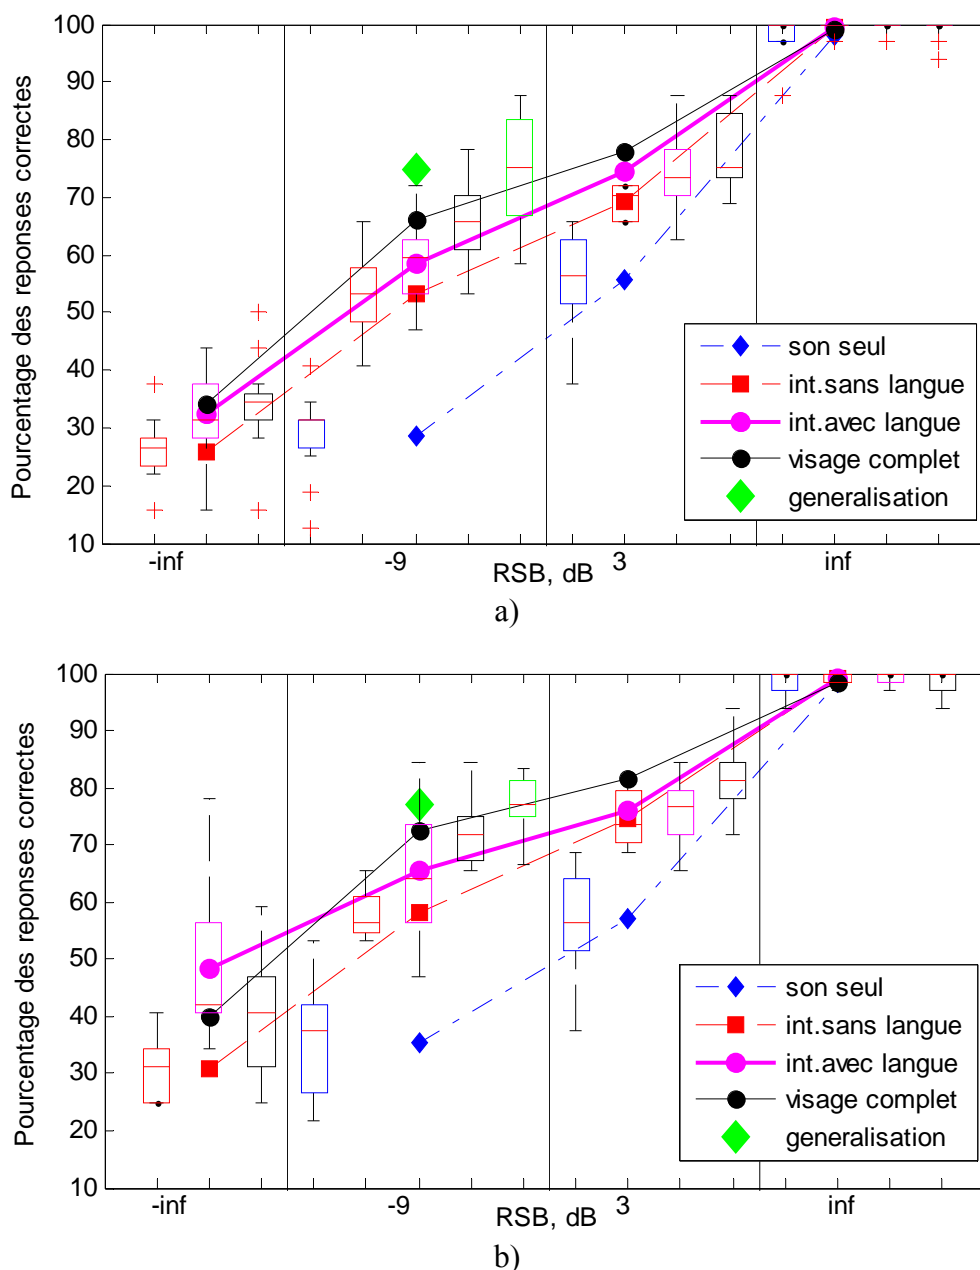 100
90
80
70
60
50
40
30
20
10
Pourcentage des reponses correctes
-inf
-9
3
inf
RSB, dB
son seul
int.sans langue
int.avec langue
visage complet
generalisation
a)
100
90
80
70
60
50
40
30
20
10
Pourcentage des reponses correctes
-inf
-9
3
inf
RSB, dB
son seul
int.sans langue
int.avec langue
visage complet
generalisation
b)